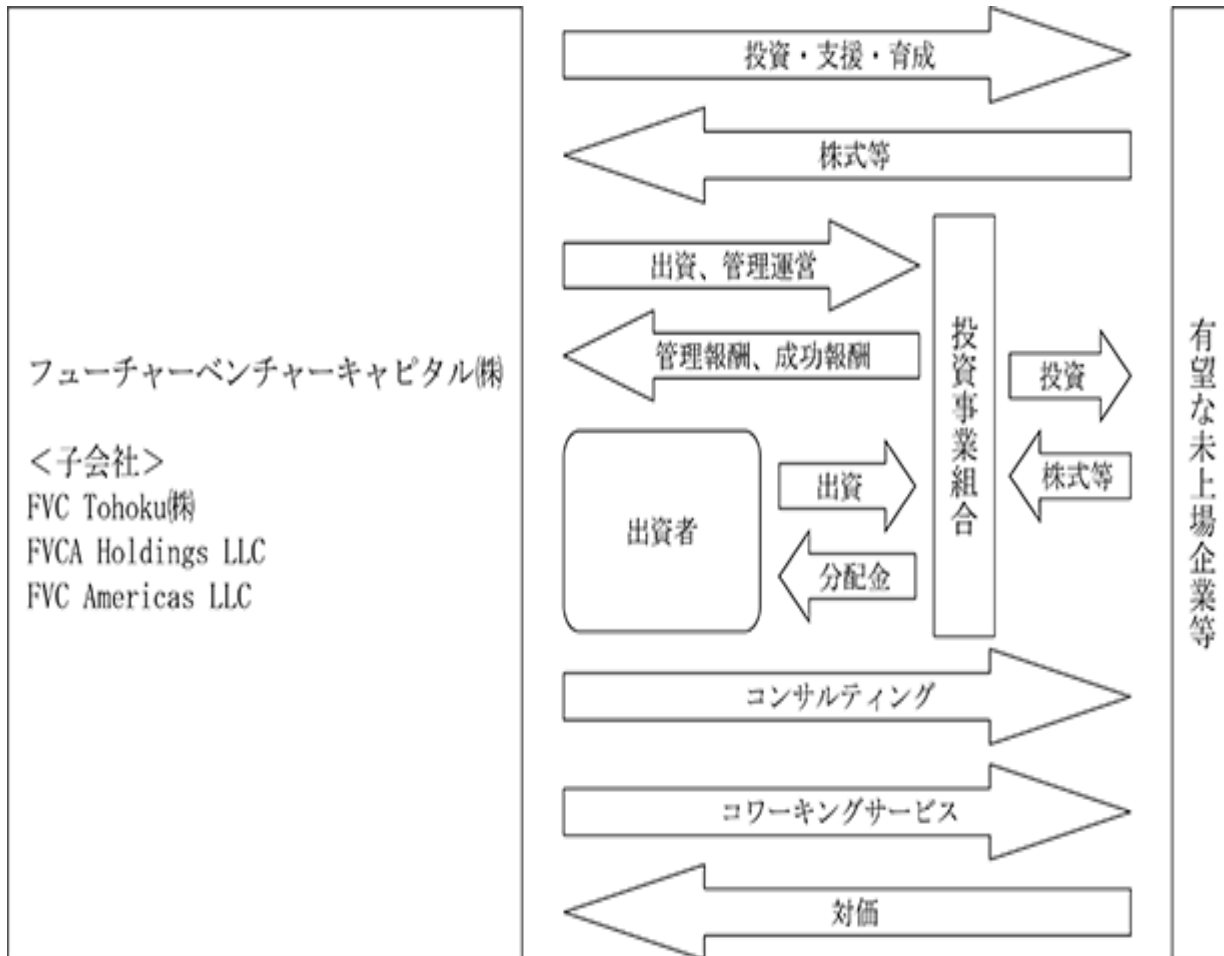 投資・支援・育成
株式等
出資、管理運営
管理報酬、成功報酬
フューチャーベンチャーキャピタル㈱
＜子会社＞
FVC Tohoku㈱
FVCA Holdings LLC
FVC Americas LLC
出資者
出資
分配金
投資事業組合
投資
株式等
有望な未上場企業等
コンサルティング
コワーキングサービス
対価